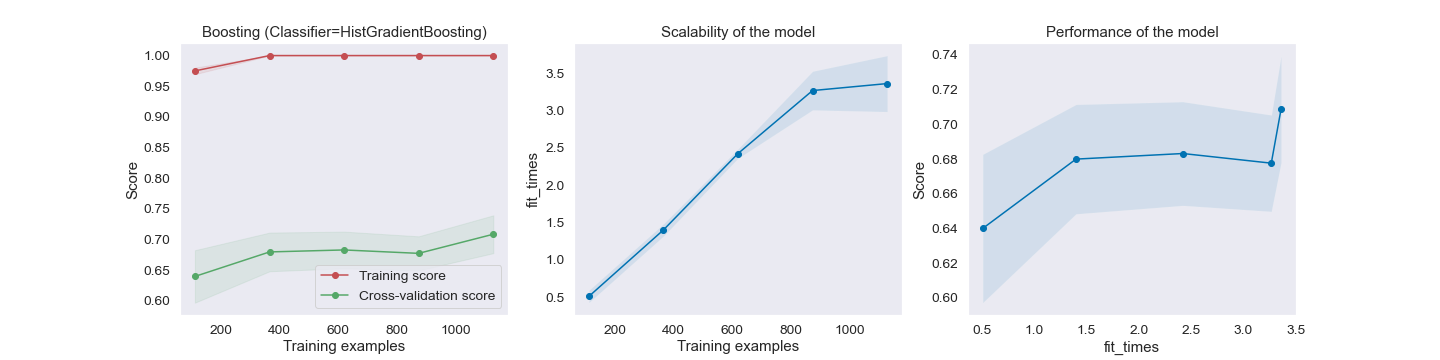 Boosting (Classifier=HistGradientBoosting)
1.00
0.95
0.90
0.85
0.80
0.75
0.70
0.65
0.60
Score
Training score
Cross-validation score
200 400 600 800 1000
Training examples
Scalability of the model
3.5
3.0
2.5
2.0
1.5
1.0
0.5
fit_times
200 400 600 800 1000
Training examples
Performance of the model
0.74
0.72
0.70
0.68
0.66
0.64
0.62
0.60
Score
0.5 1.0 1.5 2.0 2.5 3.0 3.5
fit_times